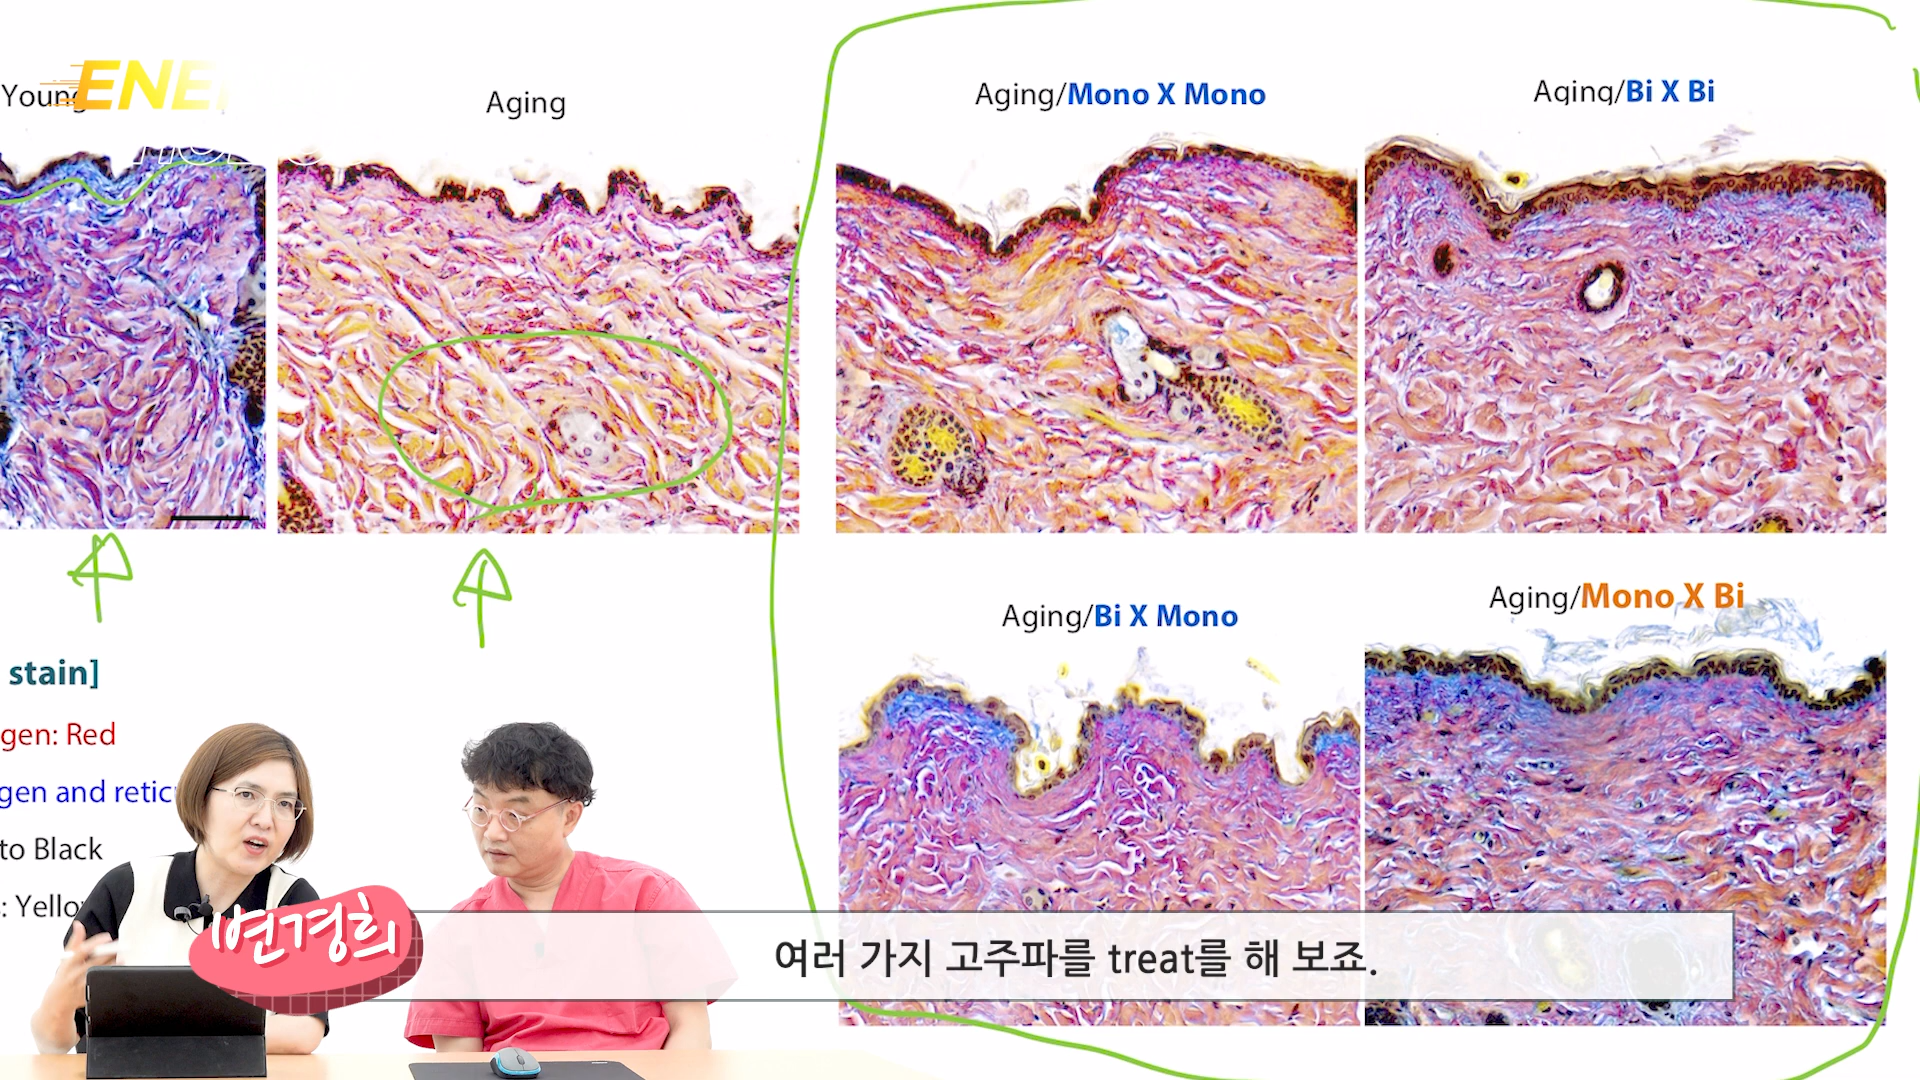 ENE
Young
Aging
Aging/Mono X Mono
Aging/Bi X Bi
Aging/Bi X Mono
Aging/Mono X Bi
stain]
gen: Red
gen and retic
to Black
: Yello
변경희
여러 가지 고주파를 treat를 해 보죠.